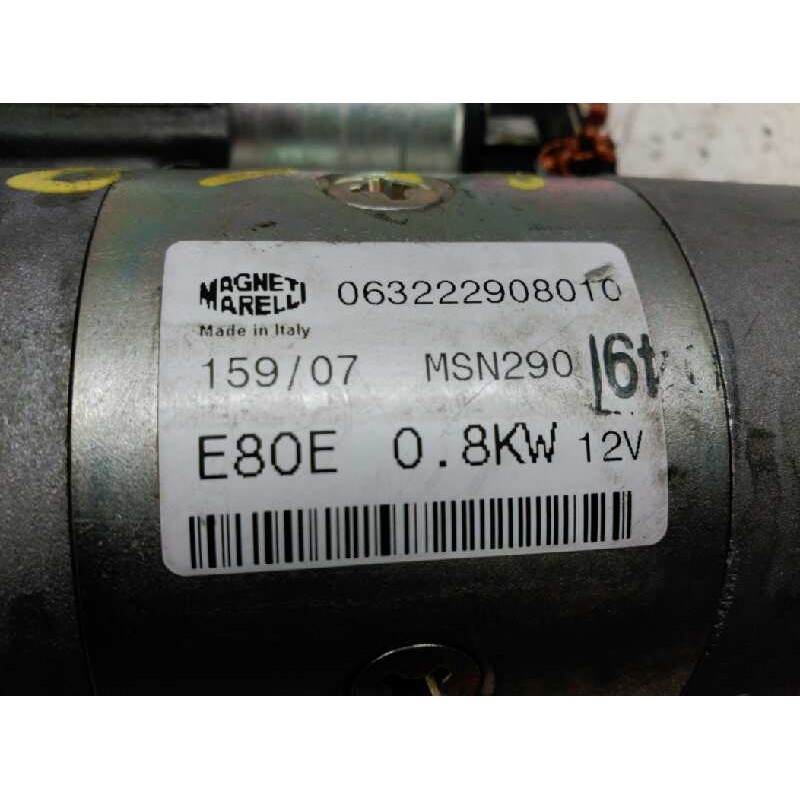 MAGNETI MARELLI 063222908010
Made in Italy
159/07 MSN290
E80E 0.8KW 12V